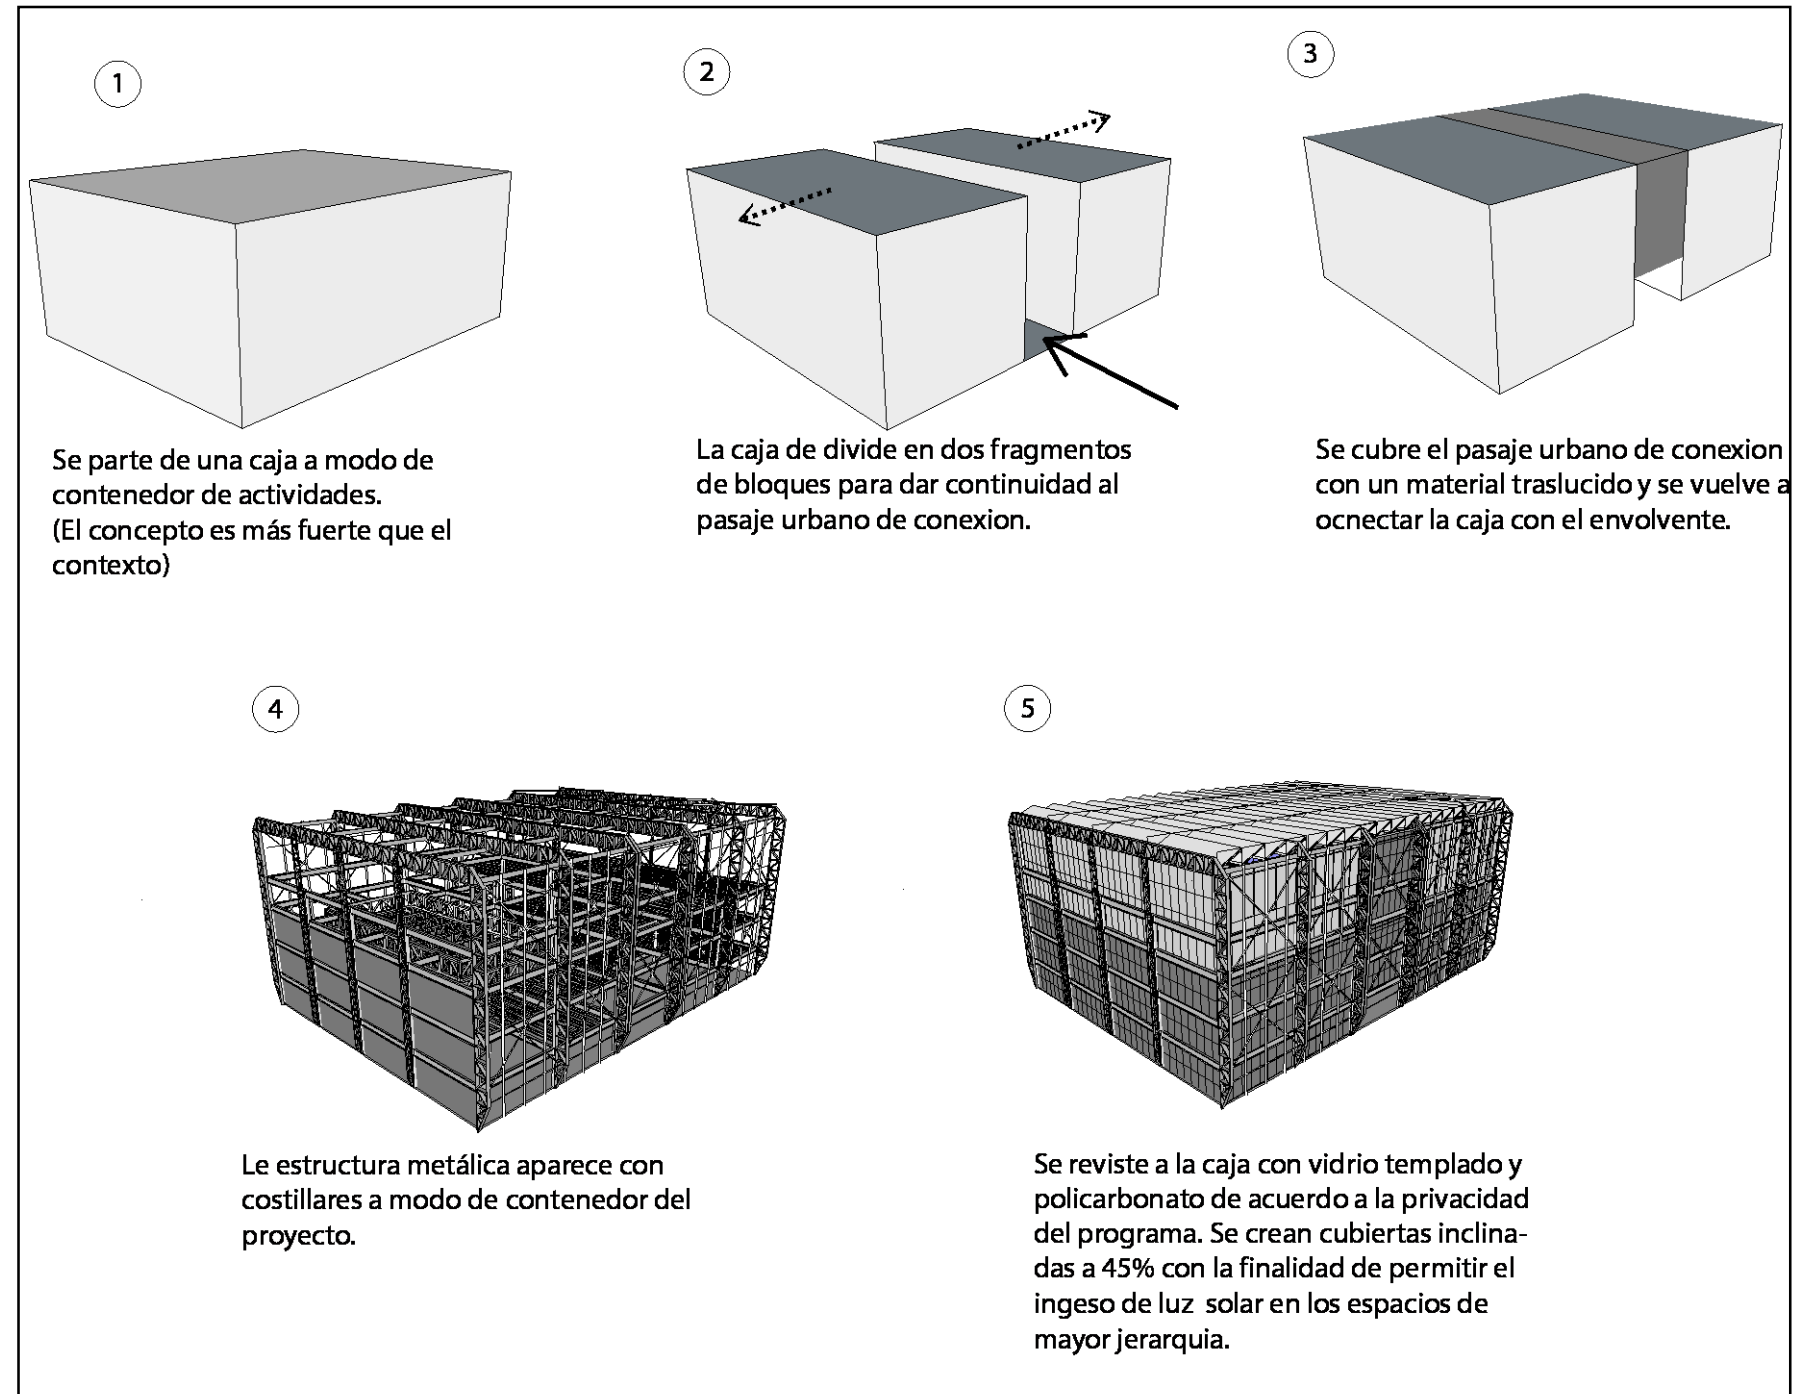 1
Se parte de una caja a modo de
contenedor de actividades.
(El concepto es más fuerte que el
contexto)
2
La caja de divide en dos fragmentos
de bloques para dar continuidad al
pasaje urbano de conexion.
3
Se cubre el pasaje urbano de conexion
con un material traslucido y se vuelve a
ocnectar la caja con el envolvente.
4
Le estructura metálica aparece con
costillares a modo de contenedor del
proyecto.
5
Se reviste a la caja con vidrio templado y
policarbonato de acuerdo a la privacidad
del programa. Se crean cubiertas inclina-
das a 45% con la finalidad de permitir el
ingeso de luz  solar en los espacios de
mayor jerarquia.